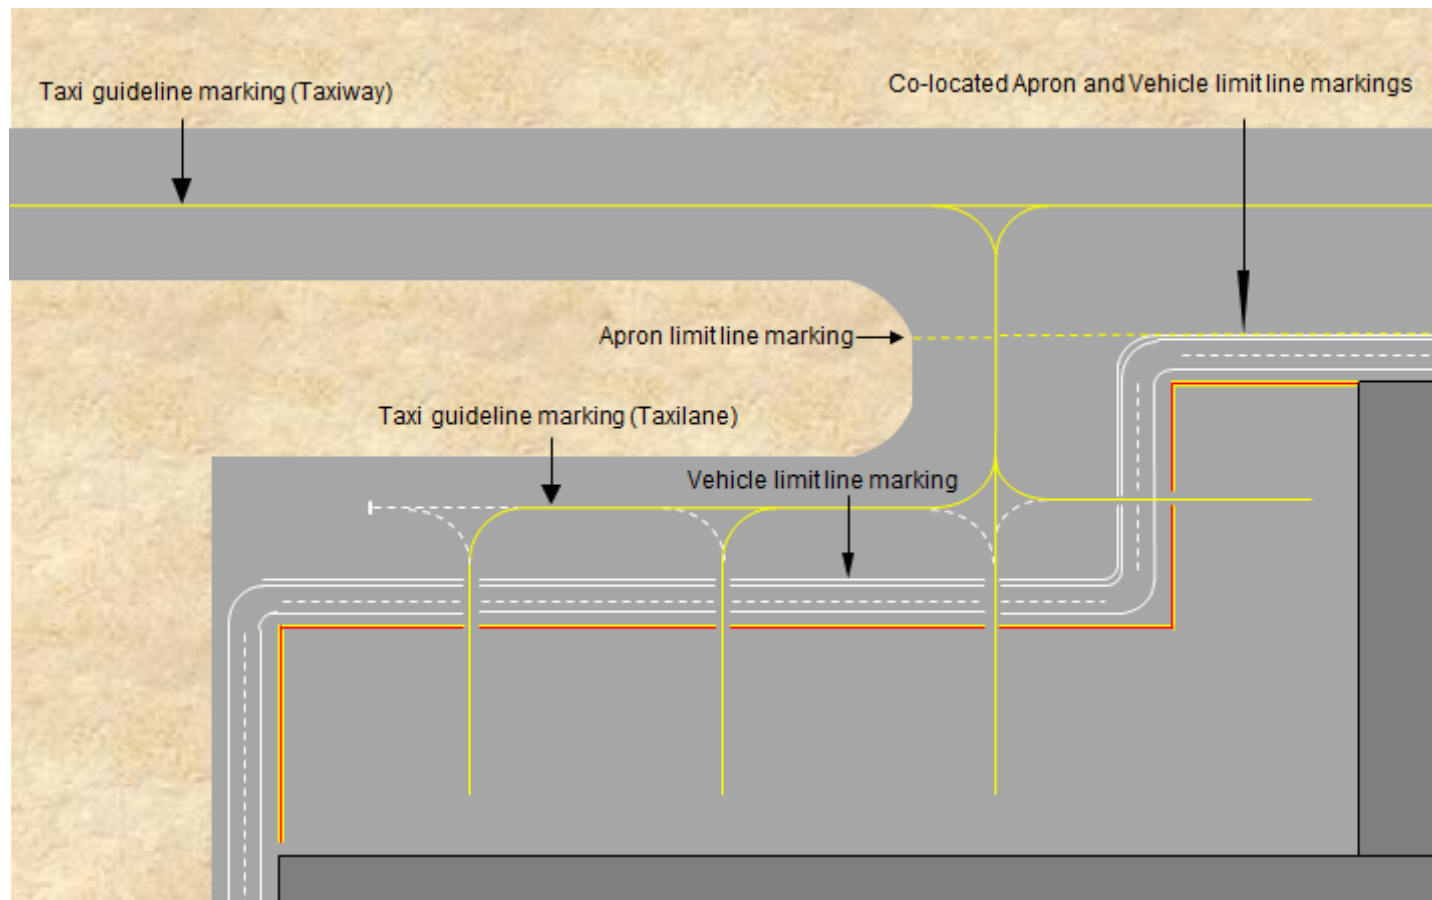 Taxi guideline marking (Taxiway)
Co-located Apron and Vehicle limit line markings
Apron limit line marking
Taxi guideline marking (Taxilane)
Vehicle limit line marking